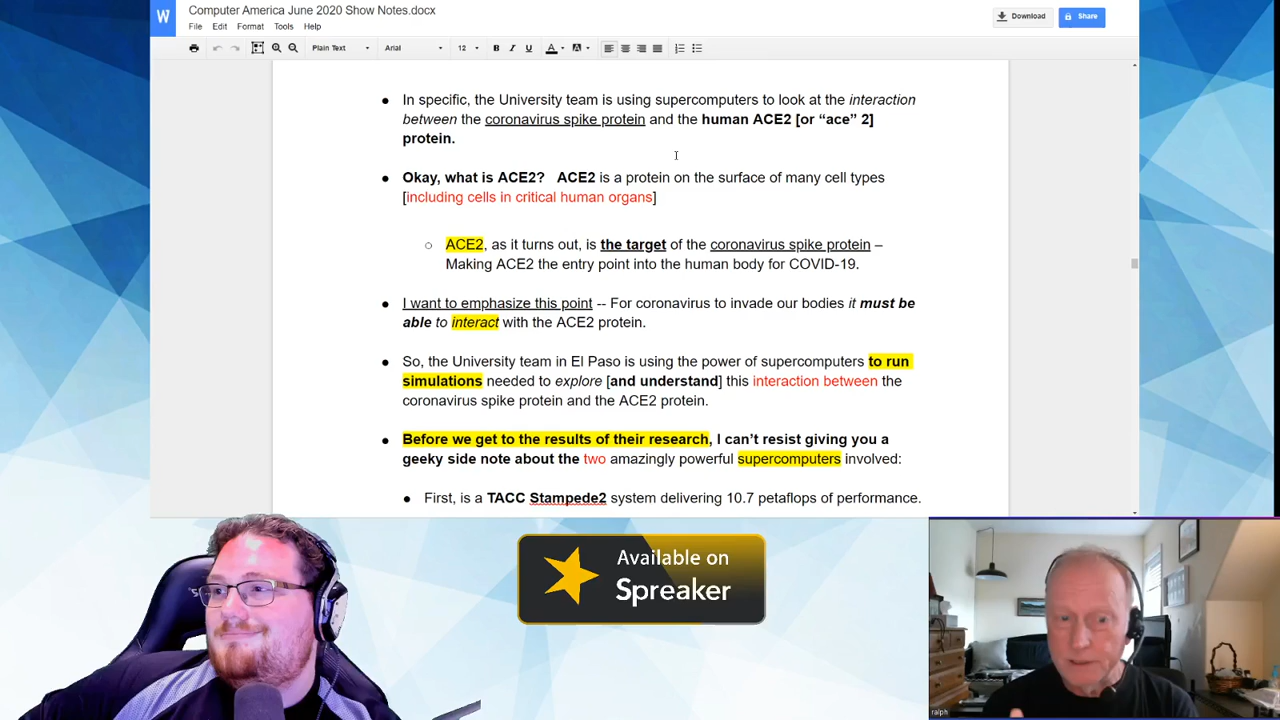 W
Computer America June 2020 Show Notes.docx
File Edit Format Tools Help
Download
Share
Plain Text Arial 12 B I U A A
● In specific, the University team is using supercomputers to look at the interaction
between the coronavirus spike protein and the human ACE2 [or “ace” 2]
protein.
● Okay, what is ACE2? ACE2 is a protein on the surface of many cell types
[including cells in critical human organs]
○ ACE2, as it turns out, is the target of the coronavirus spike protein –
Making ACE2 the entry point into the human body for COVID-19.
● I want to emphasize this point -- For coronavirus to invade our bodies it must be
able to interact with the ACE2 protein.
● So, the University team in El Paso is using the power of supercomputers to run
simulations needed to explore [and understand] this interaction between the
coronavirus spike protein and the ACE2 protein.
● Before we get to the results of their research, I can’t resist giving you a
geeky side note about the two amazingly powerful supercomputers involved:
● First, is a TACC Stampede2 system delivering 10.7 petaflops of performance.
Available on
Spreaker
ralph